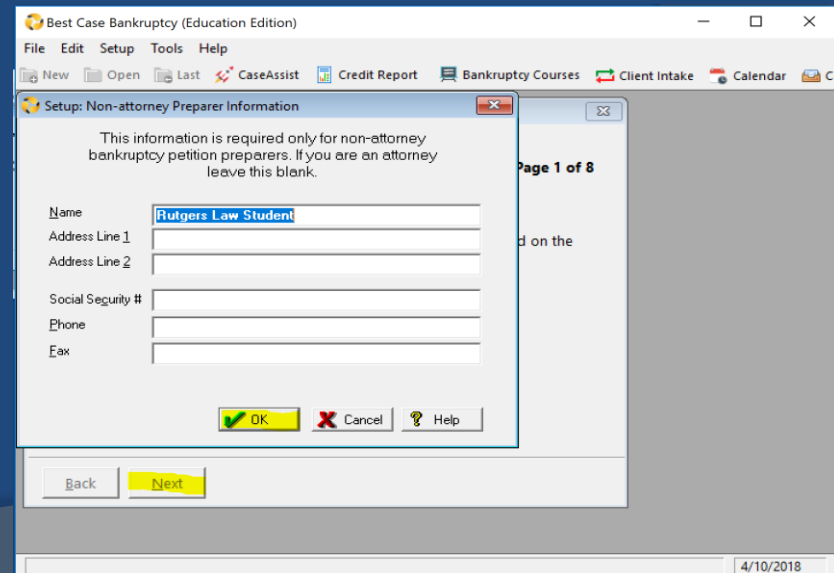 Best Case Bankruptcy (Education Edition)
File Edit Setup Tools Help
New Open Last CaseAssist Credit Report Bankruptcy Courses Client Intake Calendar C
Setup: Non-attorney Preparer Information
This information is required only for non-attorney
bankruptcy petition preparers. If you are an attorney
leave this blank.
Page 1 of 8
Name Rutgers Law Student
Address Line 1
d on the
Address Line 2
Social Security #
Phone
Fax
OK Cancel Help
Back Next
4/10/2018